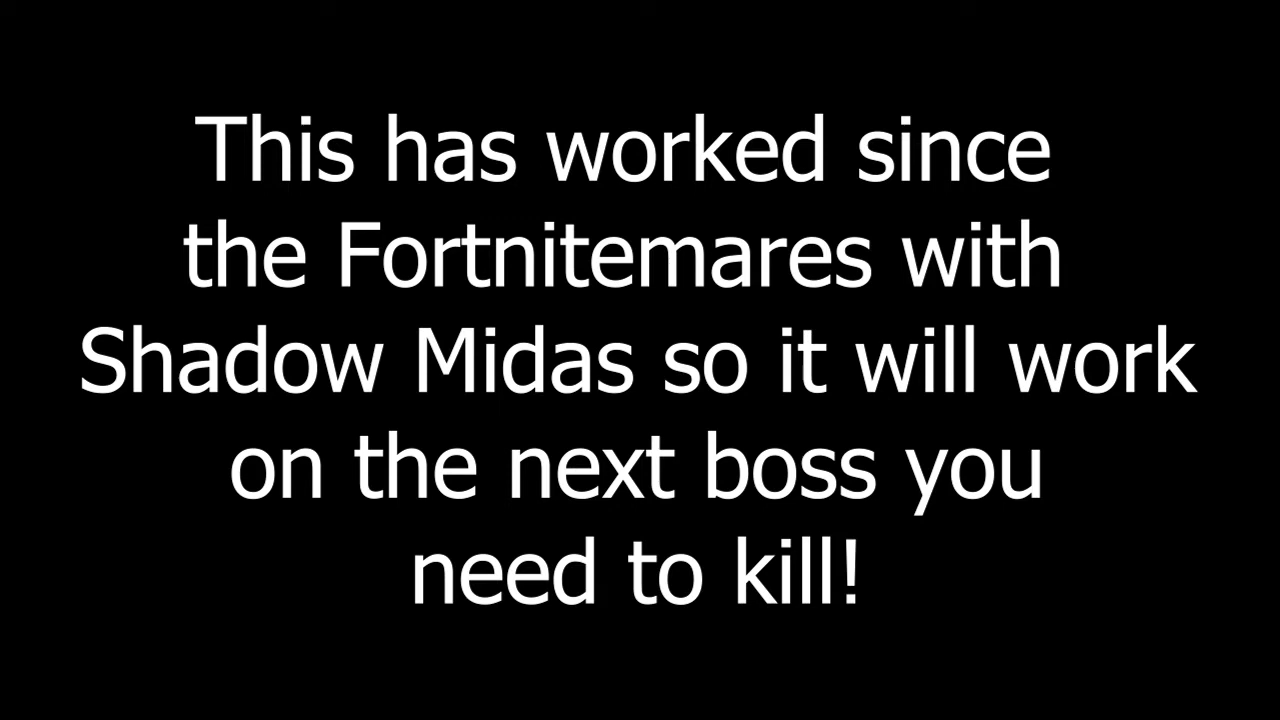 This has worked since
the Fortnitemares with
Shadow Midas so it will work
on the next boss you
need to kill!